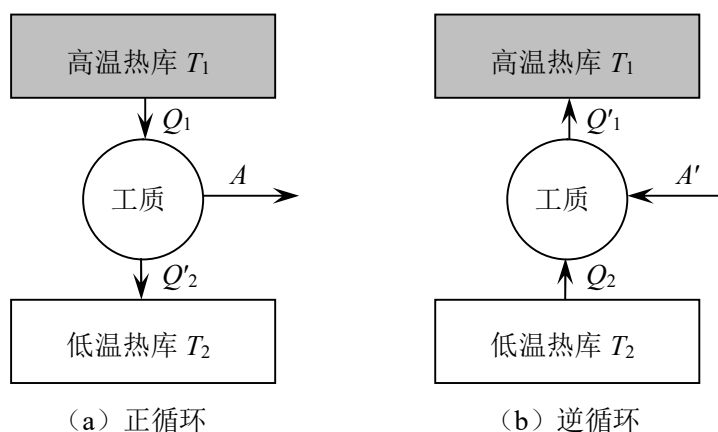 高温热库 T₁
Q₁
工质
A
Q'₂
低温热库 T₂
（a）正循环
高温热库 T₁
Q'₁
工质
A'
Q₂
低温热库 T₂
（b）逆循环